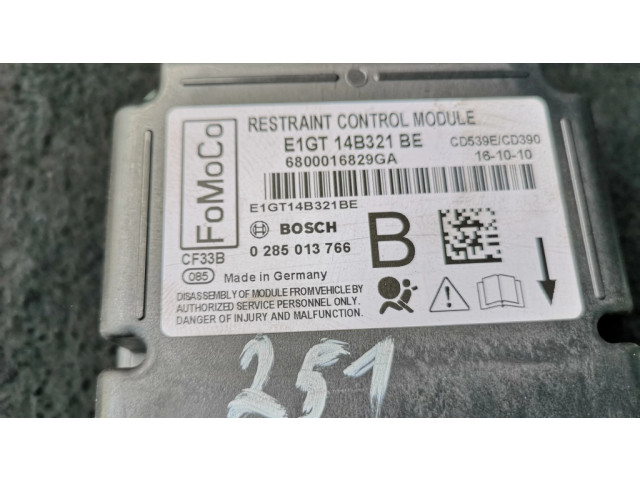 FoMoCo
RESTRAINT CONTROL MODULE
E1GT 14B321 BE CD539E/CD390
6800016829GA 16-10-10
E1GT14B321BE
BOSCH B
0 285 013 766
CF33B
085 Made in Germany
DISASSEMBLY OF MODULE FROM VEHICLE BY
AUTHORIZED SERVICE PERSONNEL ONLY.
DANGER OF INJURY AND MALFUNCTION.
251